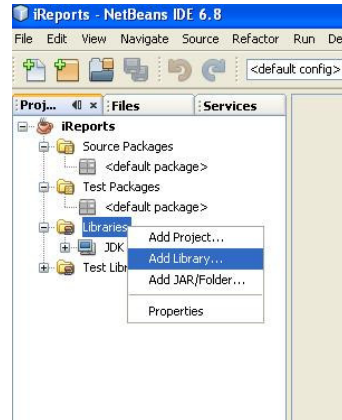 iReports - NetBeans IDE 6.8
File Edit View Navigate Source Refactor Run De
<default config>
Proj... Files Services
iReports
Source Packages
<default package>
Test Packages
<default package>
Libraries
JDK
Test Libr
Add Project...
Add Library...
Add JAR/Folder...
Properties